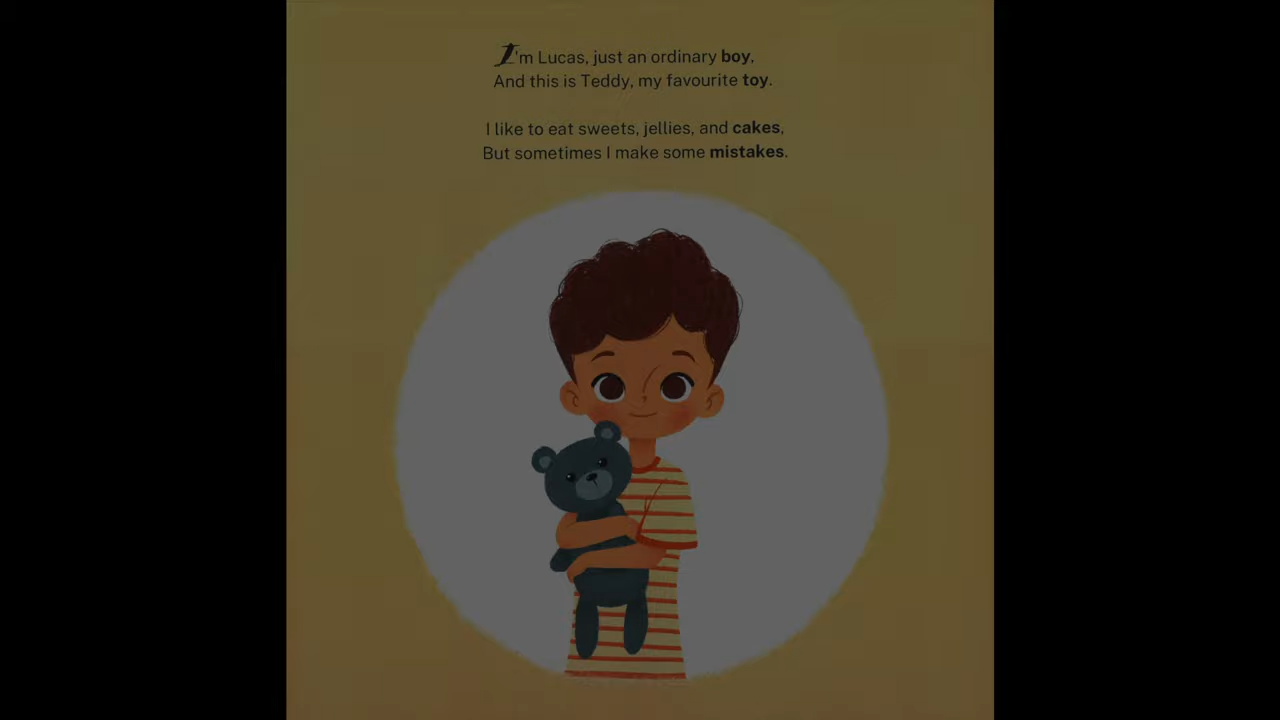 I'm Lucas, just an ordinary boy,
And this is Teddy, my favourite toy.
I like to eat sweets, jellies, and cakes,
But sometimes I make some mistakes.